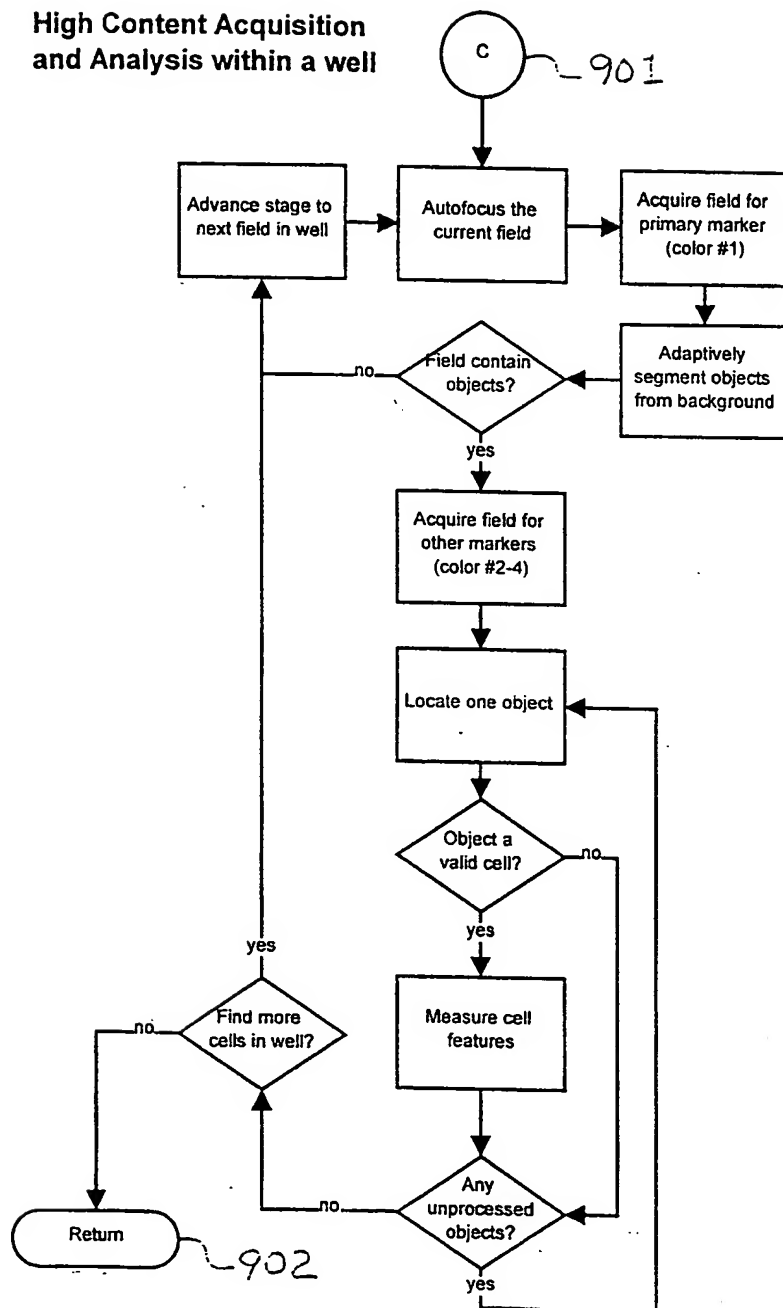 High Content Acquisition
and Analysis within a well
C
901
Advance stage to
next field in well
Autofocus the
current field
Acquire field for
primary marker
(color #1)
Adaptively
segment objects
from background
Field contain
objects?
no
yes
Acquire field for
other markers
(color #2-4)
Locate one object
Object a
valid cell?
no
yes
Measure cell
features
Any
unprocessed
objects?
no
yes
Find more
cells in well?
yes
no
Return
902